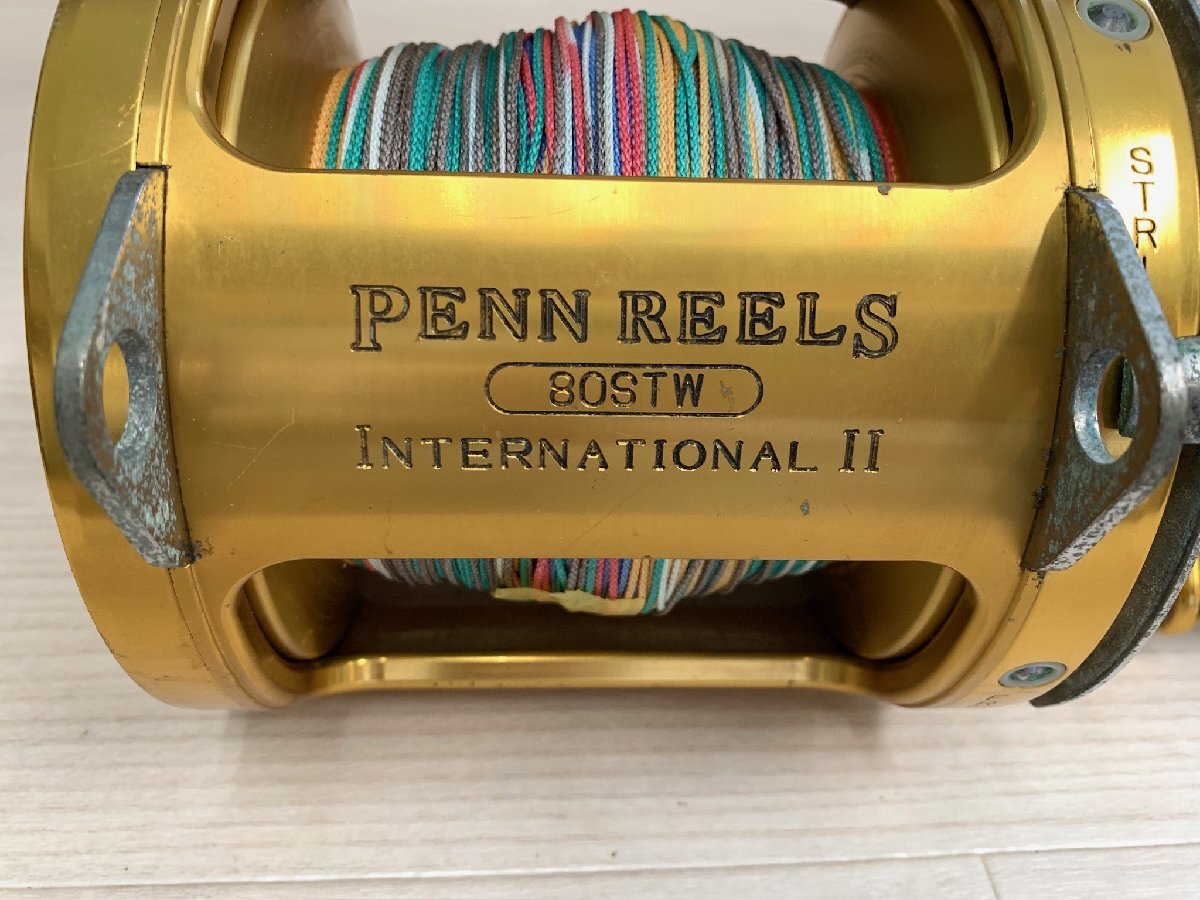 PENN REELS
80STW
INTERNATIONAL II